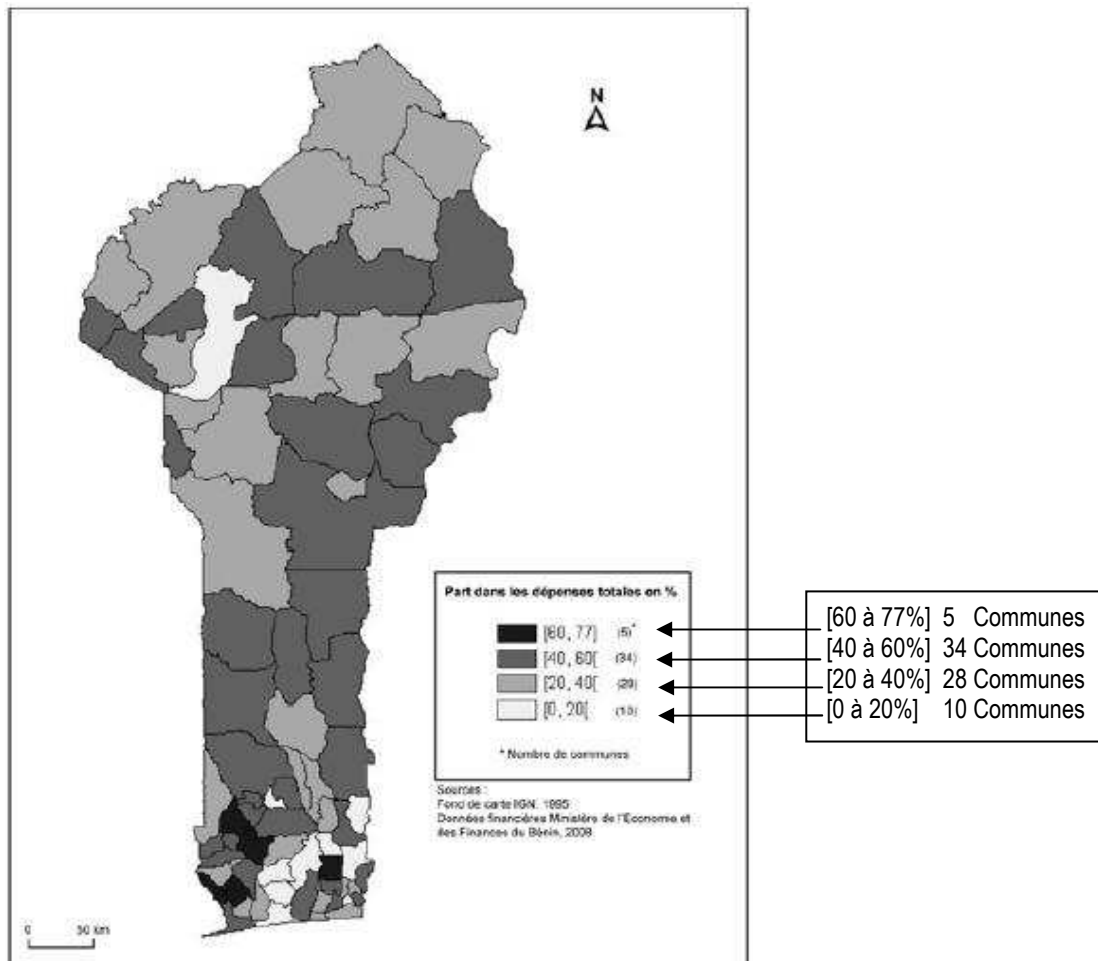 N
Part dans les dépenses totales en %
[60, 77] (5)*
[40, 60[ (34)
[20, 40[ (28)
[0, 20[ (10)
* Nombre de communes
Sources :
Fond de carte IGN, 1995
Données financières Ministère de l'Economie et
des Finances du Bénin, 2008
0 50 km
[60 à 77%] 5 Communes
[40 à 60%] 34 Communes
[20 à 40%] 28 Communes
[0 à 20%] 10 Communes